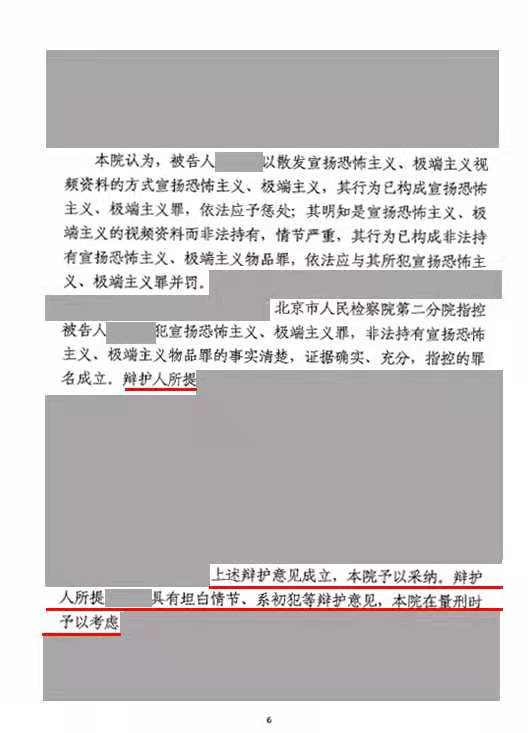 本院认为，被告人以散发宣扬恐怖主义、极端主义视
频资料的方式宣扬恐怖主义、极端主义，其行为已构成宣扬恐怖
主义、极端主义罪，依法应予惩处；其明知是宣扬恐怖主义、极
端主义的视频资料而非法持有，情节严重，其行为已构成非法持
有宣扬恐怖主义、极端主义物品罪，依法应与其所犯宣扬恐怖主
义、极端主义罪并罚。
北京市人民检察院第二分院指控
被告人犯宣扬恐怖主义、极端主义罪，非法持有宣扬恐怖
主义、极端主义物品罪的事实清楚，证据确实、充分，指控的罪
名成立。辩护人所提
上述辩护意见成立，本院予以采纳。辩护
人所提具有坦白情节、系初犯等辩护意见，本院在量刑时
予以考虑
6